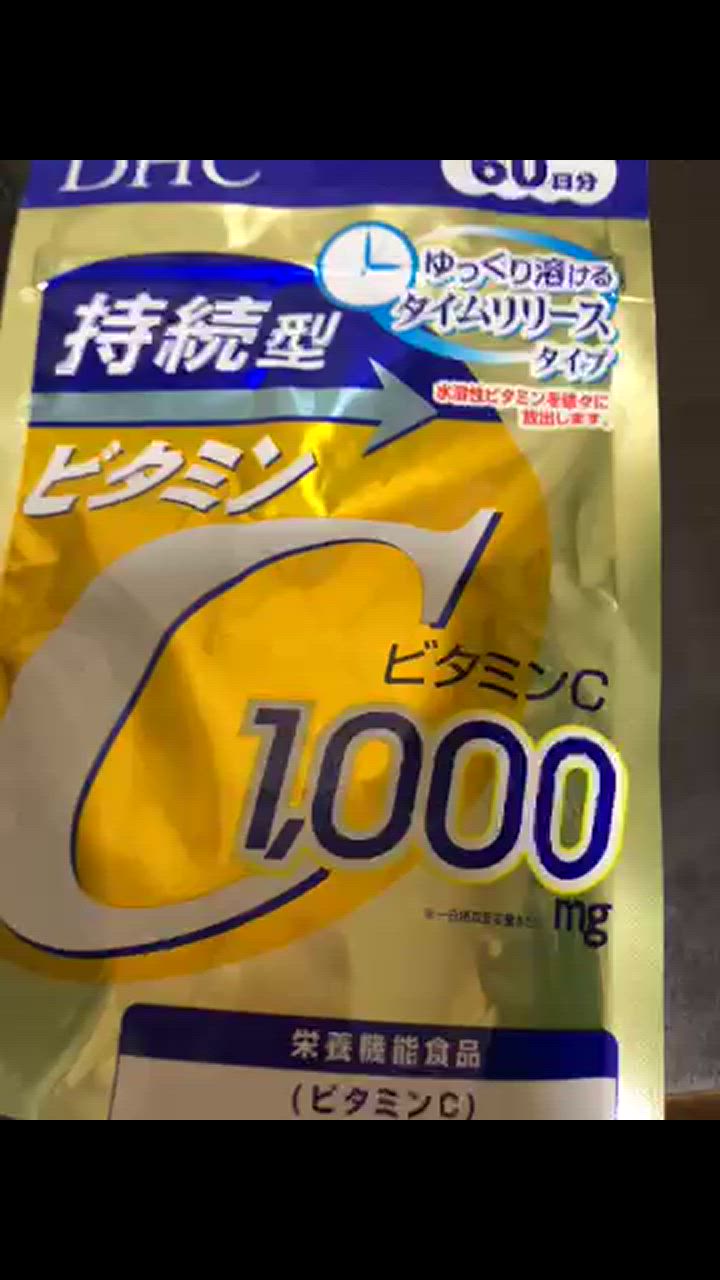 DHC
60日分
ゆっくり溶ける
タイムリリース
タイプ
水溶性ビタミンを徐々に
放出します。
持続型
ビタミン
C
ビタミンC
1,000
mg
栄養機能食品
(ビタミンC)